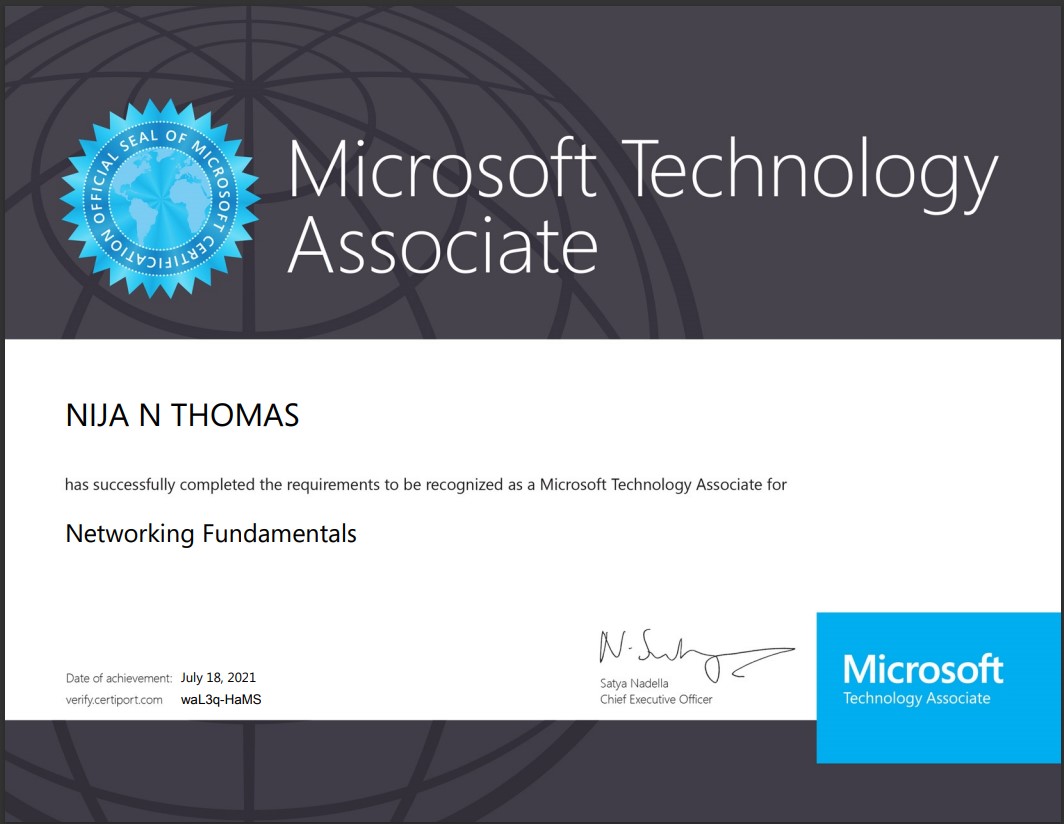 OFFICIAL SEAL OF MICROSOFT CERTIFICATION
Microsoft Technology
Associate
NIJA N THOMAS
has successfully completed the requirements to be recognized as a Microsoft Technology Associate for
Networking Fundamentals
Date of achievement: July 18, 2021
verify.certiport.com waL3q-HaMS
N. Satya
Satya Nadella
Chief Executive Officer
Microsoft
Technology Associate